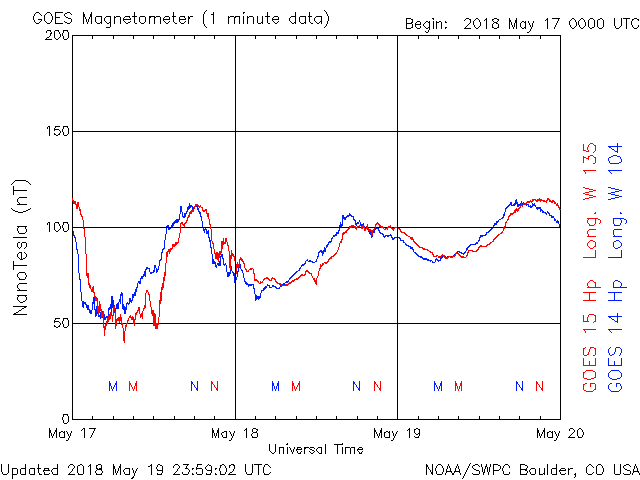 GOES Magnetometer (1 minute data)
Begin: 2018 May 17 0000 UTC
200
150
100
50
0
NanoTesla (nT)
M M N N M M N N M M N N
May 17 May 18 May 19 May 20
Universal Time
GOES 15 Hp Long. W 135
GOES 14 Hp Long. W 104
Updated 2018 May 19 23:59:02 UTC
NOAA/SWPC Boulder, CO USA